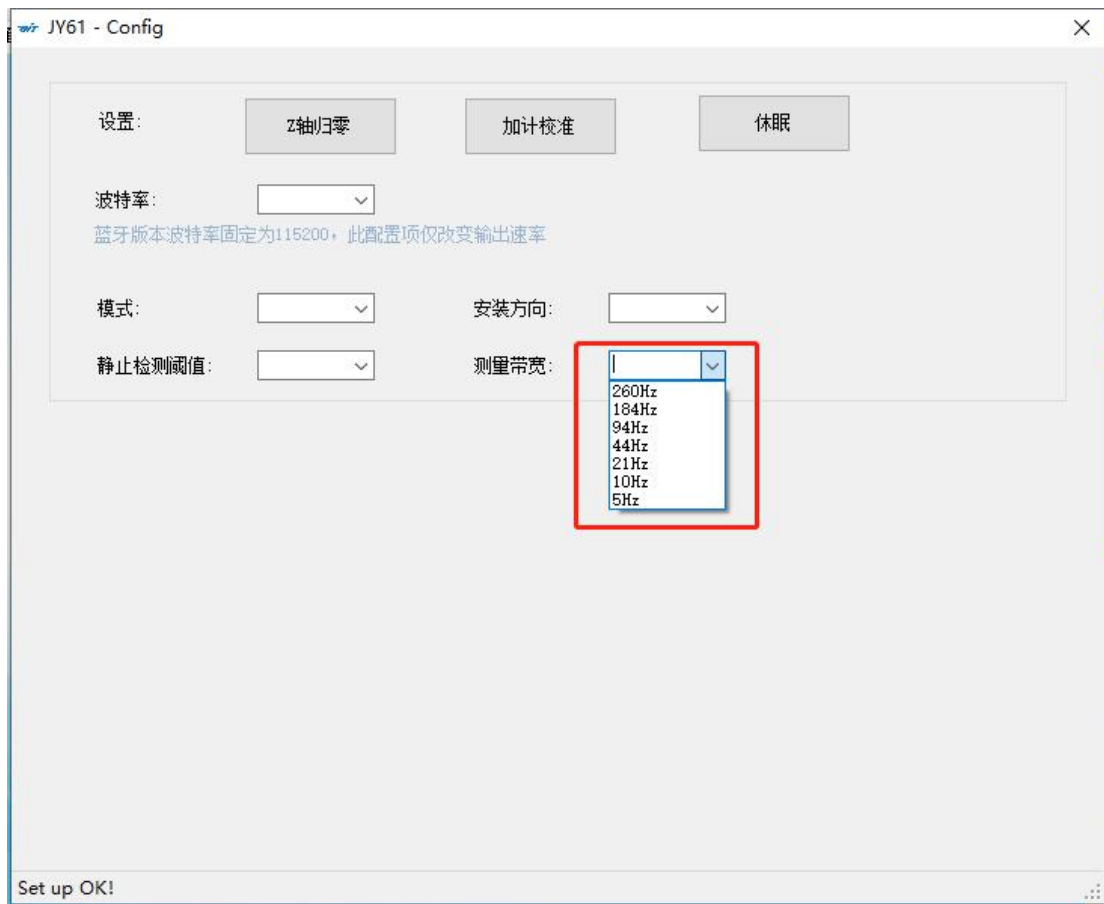 JY61 - Config
设置:
Z轴归零
加计校准
休眠
波特率:
蓝牙版本波特率固定为115200，此配置项仅改变输出速率
模式:
安装方向:
静止检测阈值:
测量带宽:
260Hz
184Hz
94Hz
44Hz
21Hz
10Hz
5Hz
Set up OK!